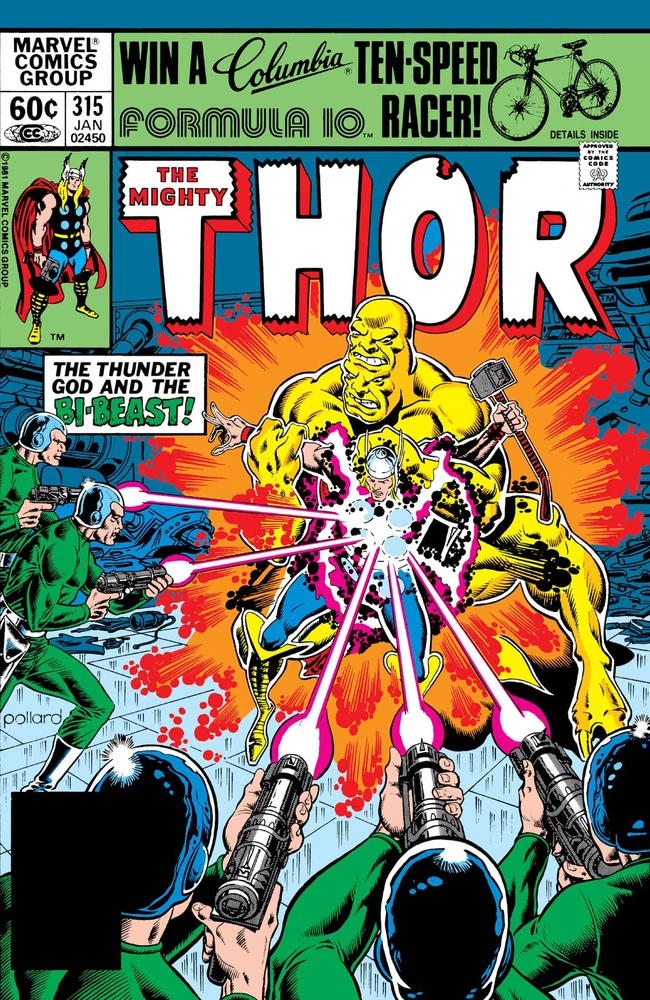 MARVEL® COMICS GROUP
60¢ 315 JAN 02450
CC
WIN A Columbia® TEN-SPEED
FORMULA 10™ RACER!
DETAILS INSIDE
APPROVED BY THE COMICS CODE AUTHORITY
©1981 MARVEL COMICS GROUP
THE MIGHTY
THOR
TM
TM
THE THUNDER
GOD AND THE
BI-BEAST!
pollard